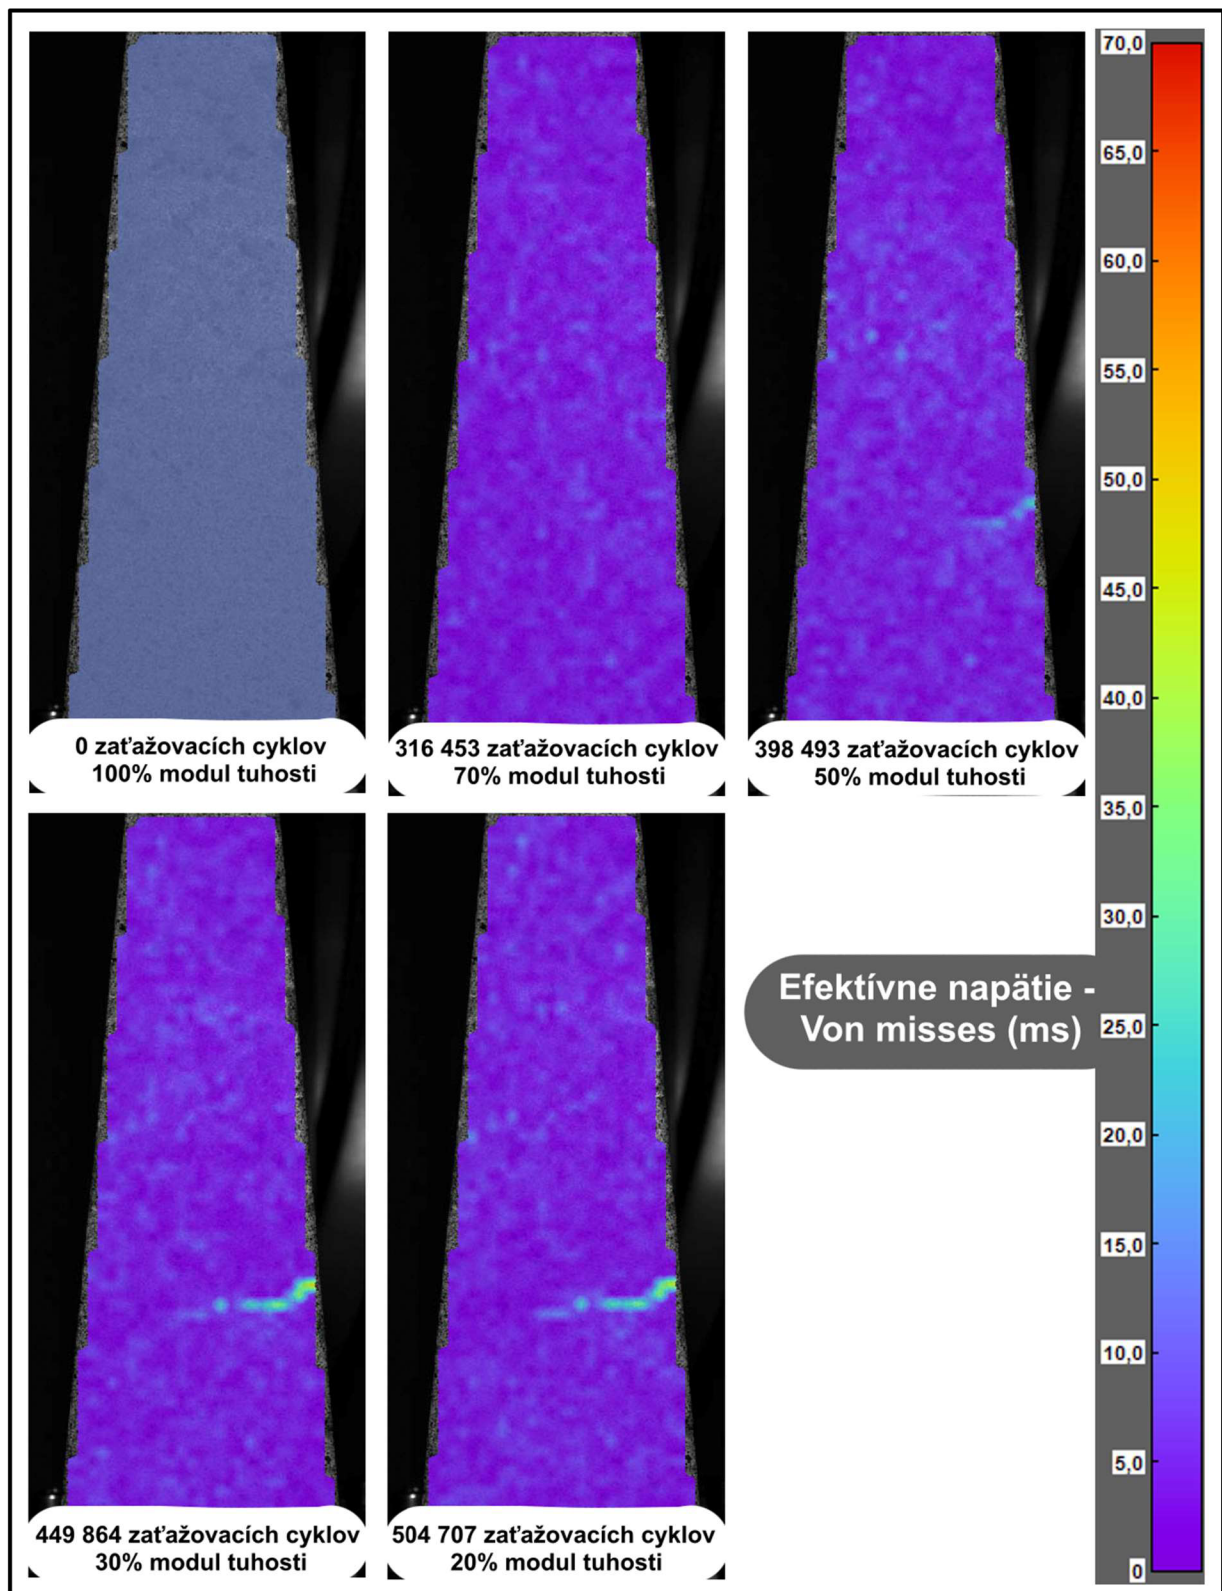 0 zaťažovacích cyklov
100% modul tuhosti
316 453 zaťažovacích cyklov
70% modul tuhosti
398 493 zaťažovacích cyklov
50% modul tuhosti
449 864 zaťažovacích cyklov
30% modul tuhosti
504 707 zaťažovacích cyklov
20% modul tuhosti
Efektívne napätie -
Von misses (ms)
70,0
65,0
60,0
55,0
50,0
45,0
40,0
35,0
30,0
25,0
20,0
15,0
10,0
5,0
0